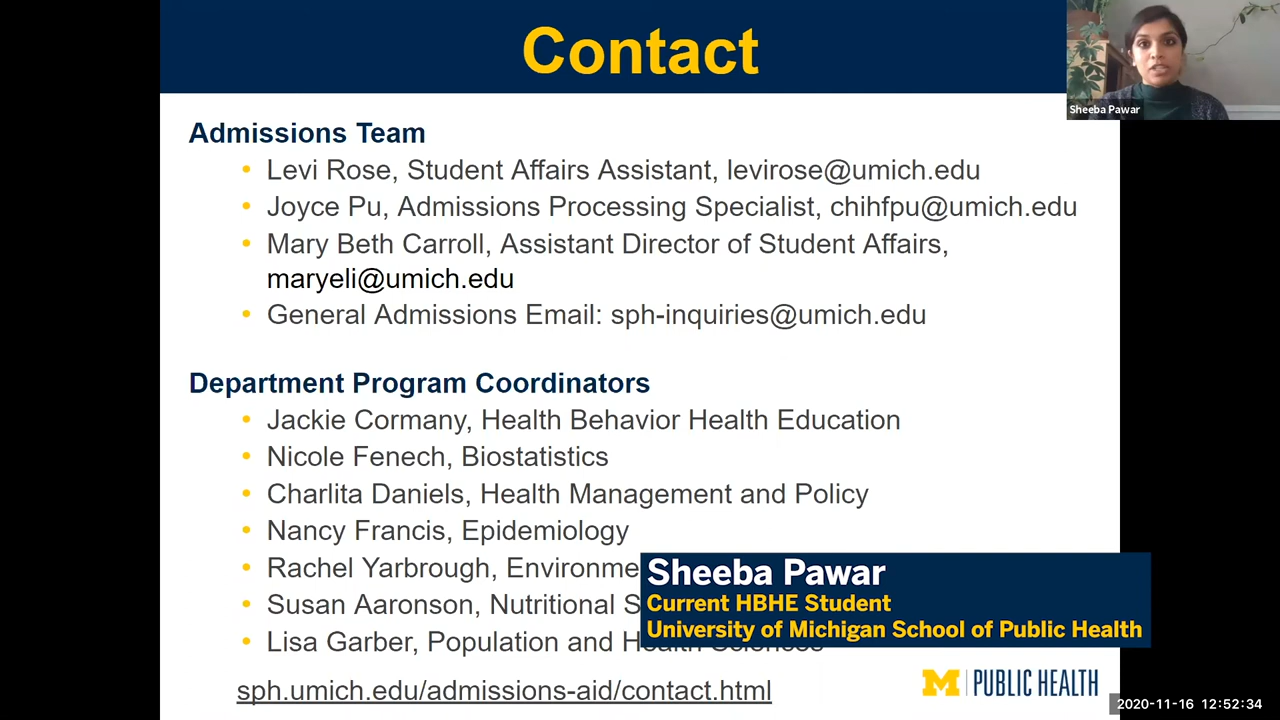 Contact
Sheeba Pawar
Admissions Team
• Levi Rose, Student Affairs Assistant, levirose@umich.edu
• Joyce Pu, Admissions Processing Specialist, chihfpu@umich.edu
• Mary Beth Carroll, Assistant Director of Student Affairs,
maryeli@umich.edu
• General Admissions Email: sph-inquiries@umich.edu
Department Program Coordinators
• Jackie Cormany, Health Behavior Health Education
• Nicole Fenech, Biostatistics
• Charlita Daniels, Health Management and Policy
• Nancy Francis, Epidemiology
• Rachel Yarbrough,
• Susan Aaronson, Nutritional
• Lisa Garber, Population and Health Sciences
Sheeba Pawar
Current HBHE Student
University of Michigan School of Public Health
sph.umich.edu/admissions-aid/contact.html
M | PUBLIC HEALTH
2020-11-16 12:52:34